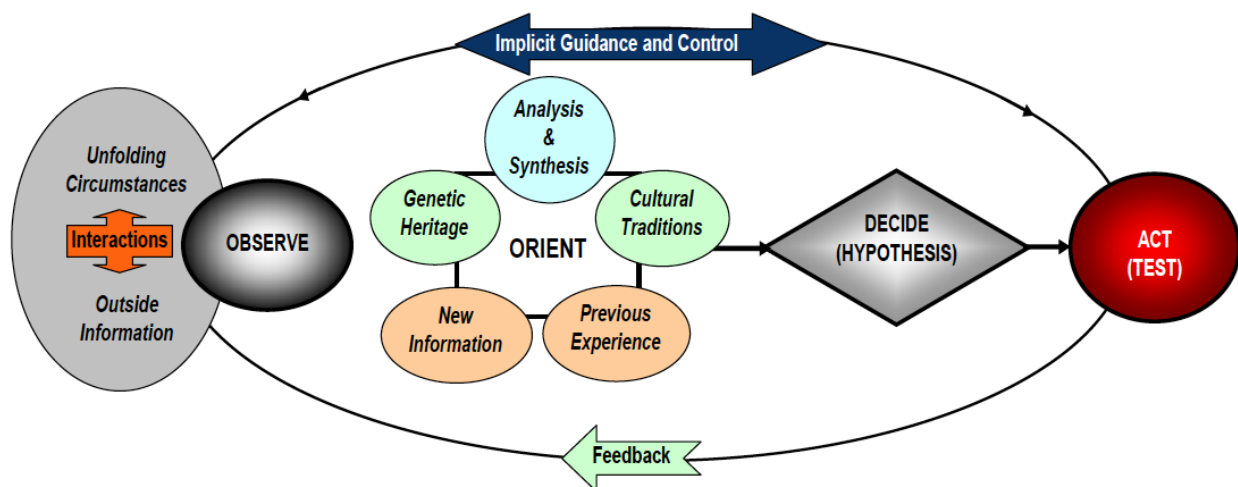 Implicit Guidance and Control
Analysis
&
Synthesis
Unfolding
Circumstances
Interactions
Outside
Information
OBSERVE
Genetic
Heritage
Cultural
Traditions
ORIENT
New
Information
Previous
Experience
DECIDE
(HYPOTHESIS)
ACT
(TEST)
Feedback